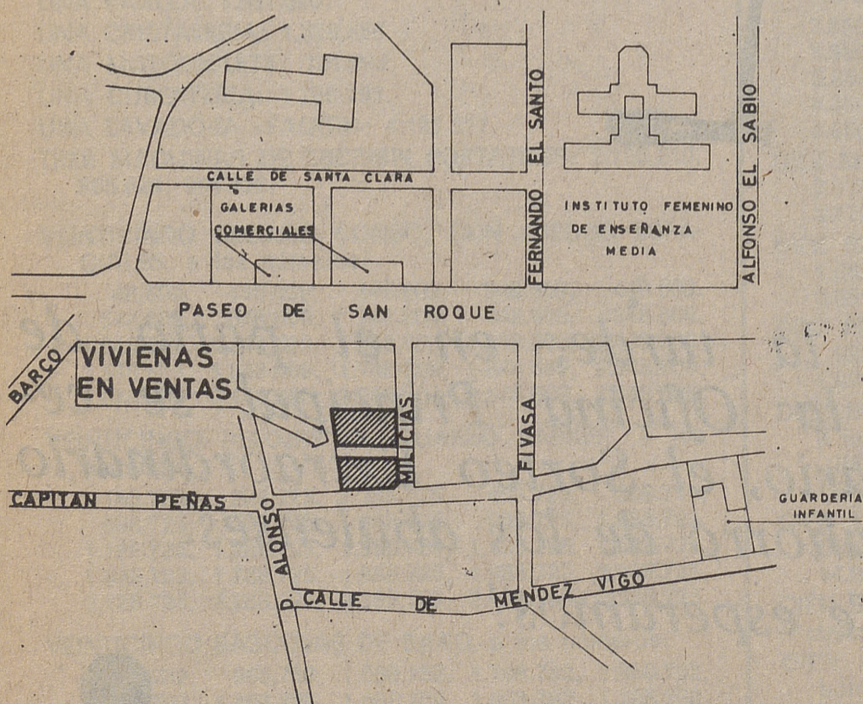 CALLE DE SANTA CLARA
GALERIAS
COMERCIALES
FERNANDO EL SANTO
INSTITUTO FEMENINO
DE ENSEÑANZA
MEDIA
ALFONSO EL SABIO
PASEO DE SAN ROQUE
BARCO
VIVIENAS
EN VENTAS
MILICIAS
FIVASA
CAPITAN PEÑAS
D. ALONSO
GUARDERIA
INFANTIL
CALLE DE MENDEZ VIGO